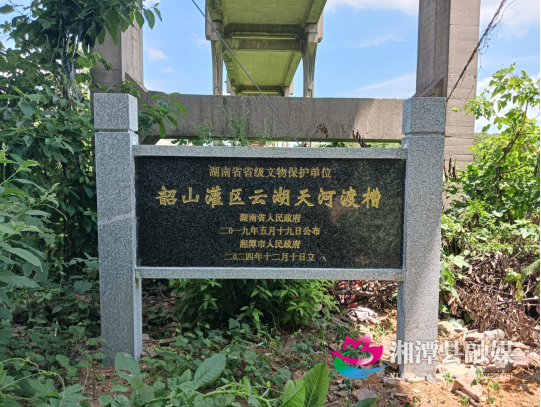 湖南省省级文物保护单位
韶山灌区云湖天河渡槽
湖南省人民政府
二〇一九年五月十九日公布
湘潭市人民政府
二〇二四年十二月十日立
湘潭县融媒